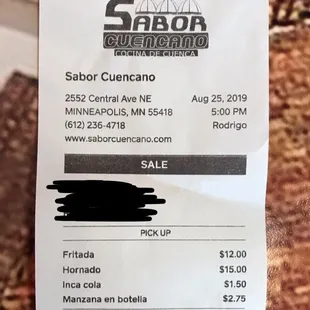 SABOR
CUENCANO
COCINA DE CUENCA
Sabor Cuencano
2552 Central Ave NE Aug 25, 2019
MINNEAPOLIS, MN 55418 5:00 PM
(612) 236-4718 Rodrigo
www.saborcuencano.com
SALE
PICK UP
Fritada $12.00
Hornado $15.00
Inca cola $1.50
Manzana en botella $2.75